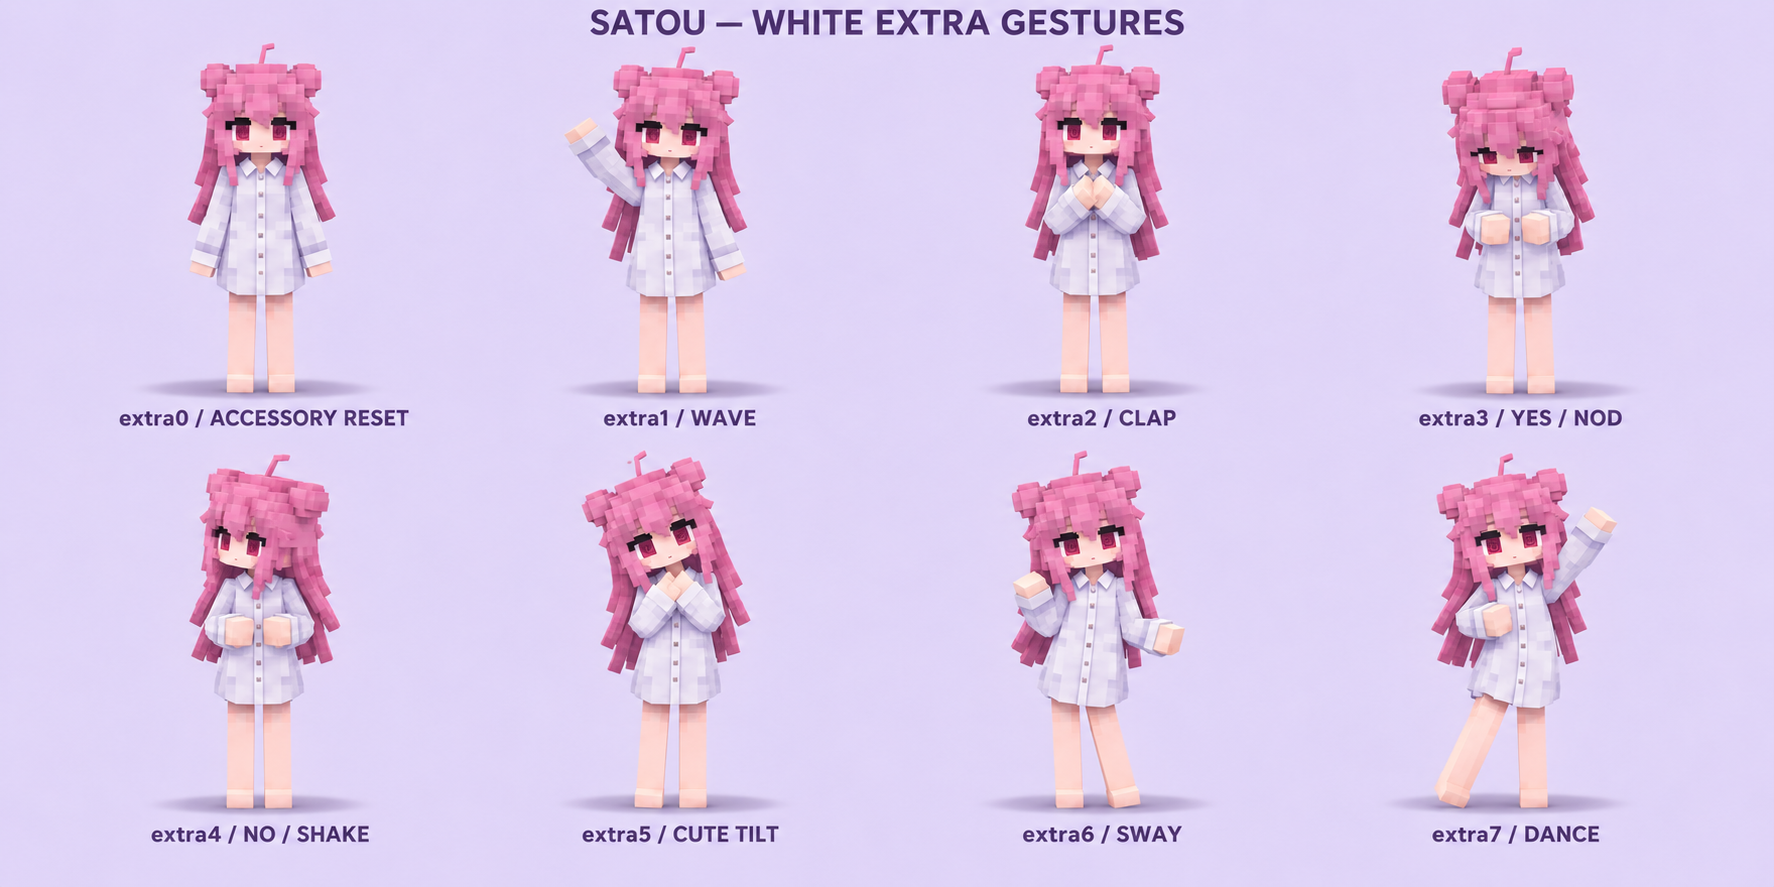 SATOU — WHITE EXTRA GESTURES
extra0 / ACCESSORY RESET
extra1 / WAVE
extra2 / CLAP
extra3 / YES / NOD
extra4 / NO / SHAKE
extra5 / CUTE TILT
extra6 / SWAY
extra7 / DANCE